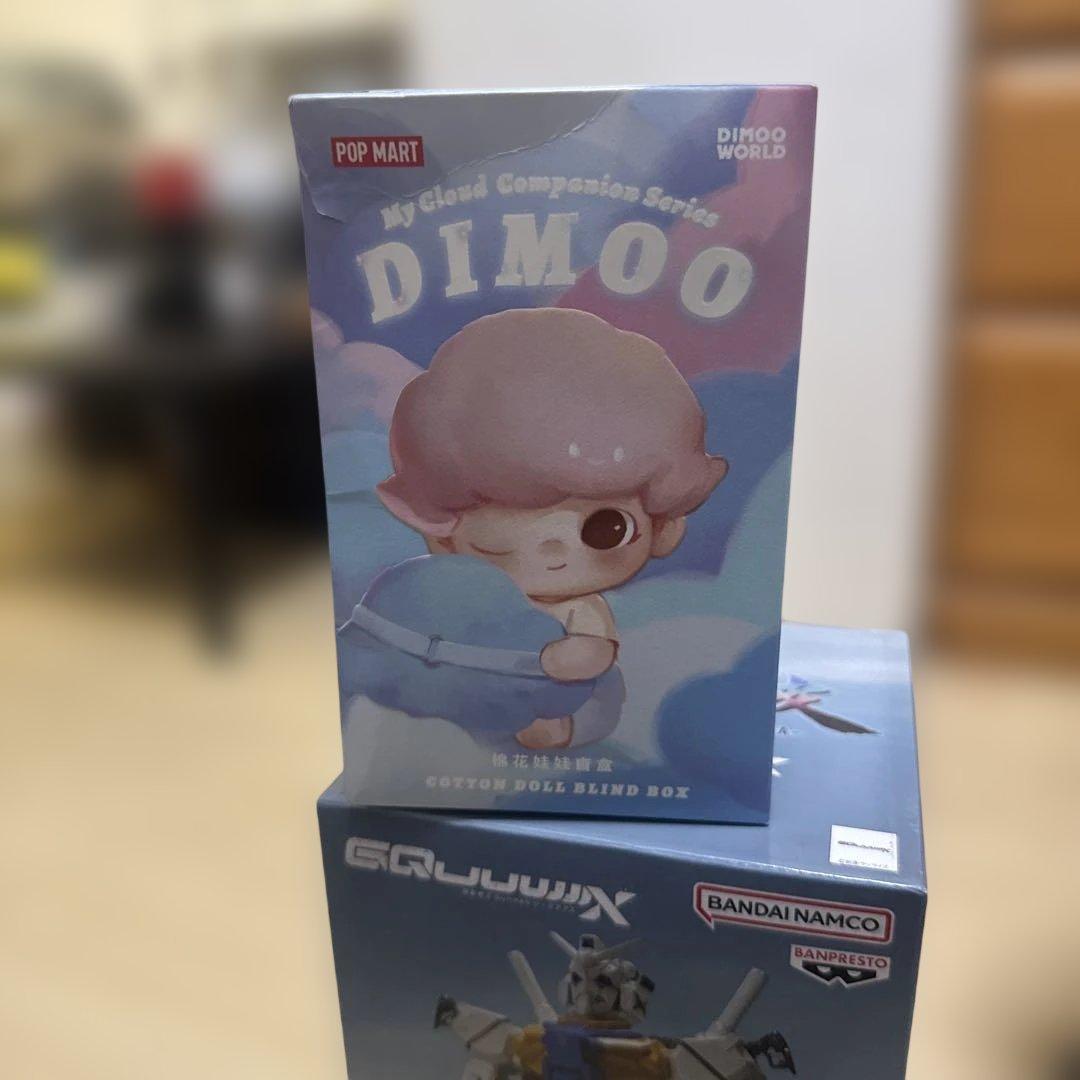 POP MART
DIMOO
WORLD
My Cloud Companion Series
DIMOO
棉花娃娃盲盒
COTTON DOLL BLIND BOX
GQuuuuuuX
BANDAI NAMCO
BANPRESTO